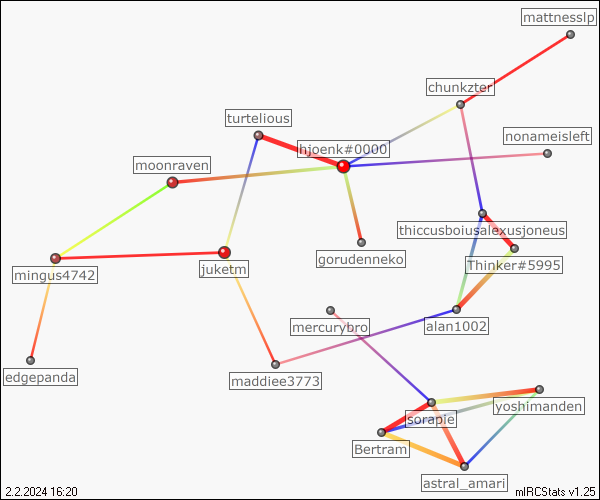 mattnesslp
chunkzter
turtelious
nonameisleft
hjoenk#0000
moonraven
thiccusboiusalexusjoneus
gorudenneko
Thinker#5995
juketm
mingus4742
mercurybro
alan1002
edgepanda
maddiee3773
yoshimanden
sorapie
Bertram
astral_amari
2.2.2024 16:20
mIRCStats v1.25